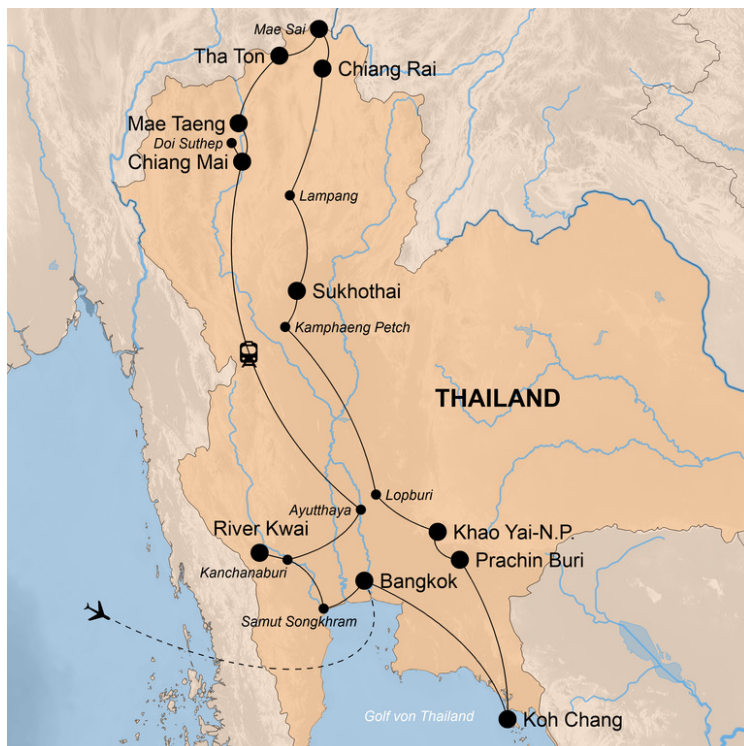 Mae Sai
Tha Ton
Chiang Rai
Mae Taeng
Doi Suthep
Chiang Mai
Lampang
Sukhothai
Kamphaeng Petch
THAILAND
Lopburi
Ayutthaya
River Kwai
Khao Yai-N.P.
Prachin Buri
Kanchanaburi
Bangkok
Samut Songkhram
Golf von Thailand
Koh Chang